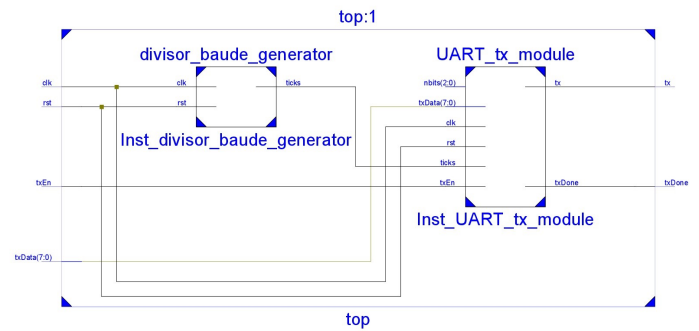 top:1
divisor_baude_generator
UART_tx_module
clk
clk
ticks
nbits(2:0)
tx
tx
rst
rst
txData(7:0)
clk
Inst_divisor_baude_generator
rst
ticks
txEn
txEn
txDone
txDone
Inst_UART_tx_module
txData(7:0)
top